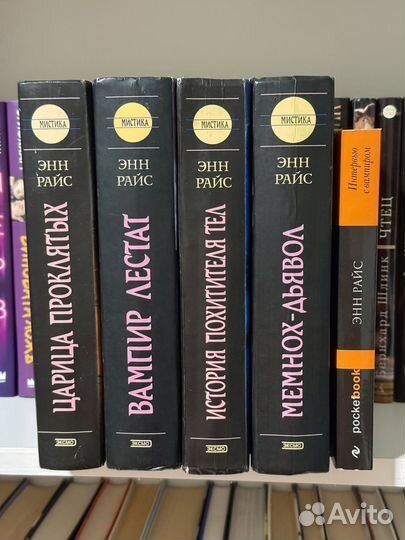 МИСТИКА
ЭНН
РАЙС
ЦАРИЦА ПРОКЛЯТЫХ
ЭКСМО
МИСТИКА
ЭНН
РАЙС
ВАМПИР ЛЕСТАТ
ЭКСМО
МИСТИКА
ЭНН
РАЙС
ИСТОРИЯ ПОХИТИТЕЛЯ ТЕЛ
ЭКСМО
МИСТИКА
ЭНН
РАЙС
МЕМНОХ-ДЬЯВОЛ
ЭКСМО
Интервью
с вампиром
ЭНН РАЙС
pocketbook
Бернхард Шлинк ЧТЕЦ
Avito